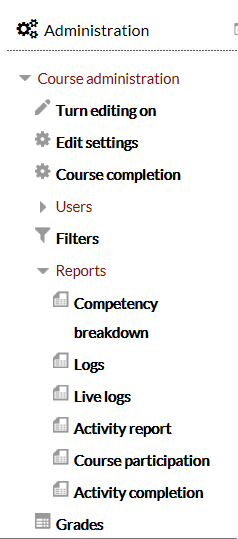 Administration
Course administration
Turn editing on
Edit settings
Course completion
Users
Filters
Reports
Competency
breakdown
Logs
Live logs
Activity report
Course participation
Activity completion
Grades